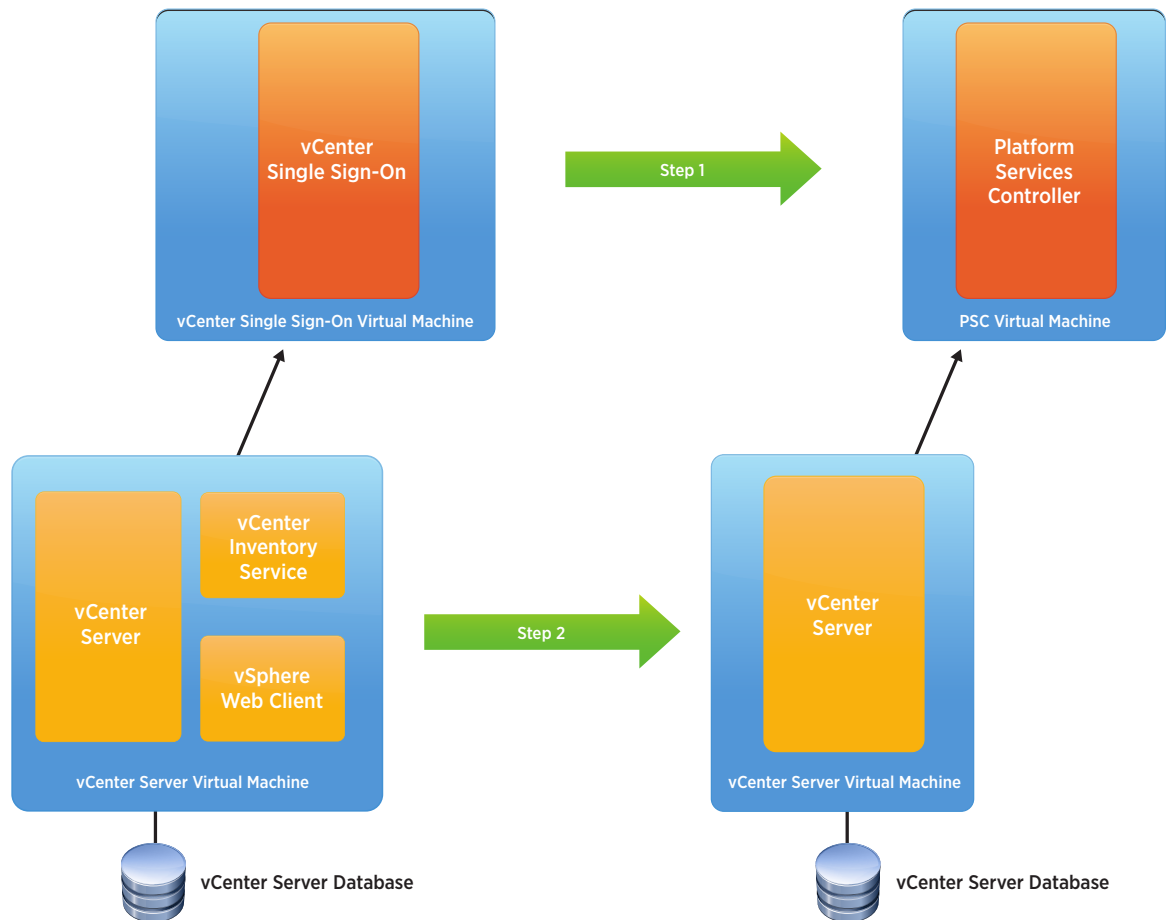 vCenter
Single Sign-On
vCenter Single Sign-On Virtual Machine
Step 1
Platform
Services
Controller
PSC Virtual Machine
vCenter
Server
vCenter
Inventory
Service
vSphere
Web Client
vCenter Server Virtual Machine
vCenter Server Database
Step 2
vCenter
Server
vCenter Server Virtual Machine
vCenter Server Database